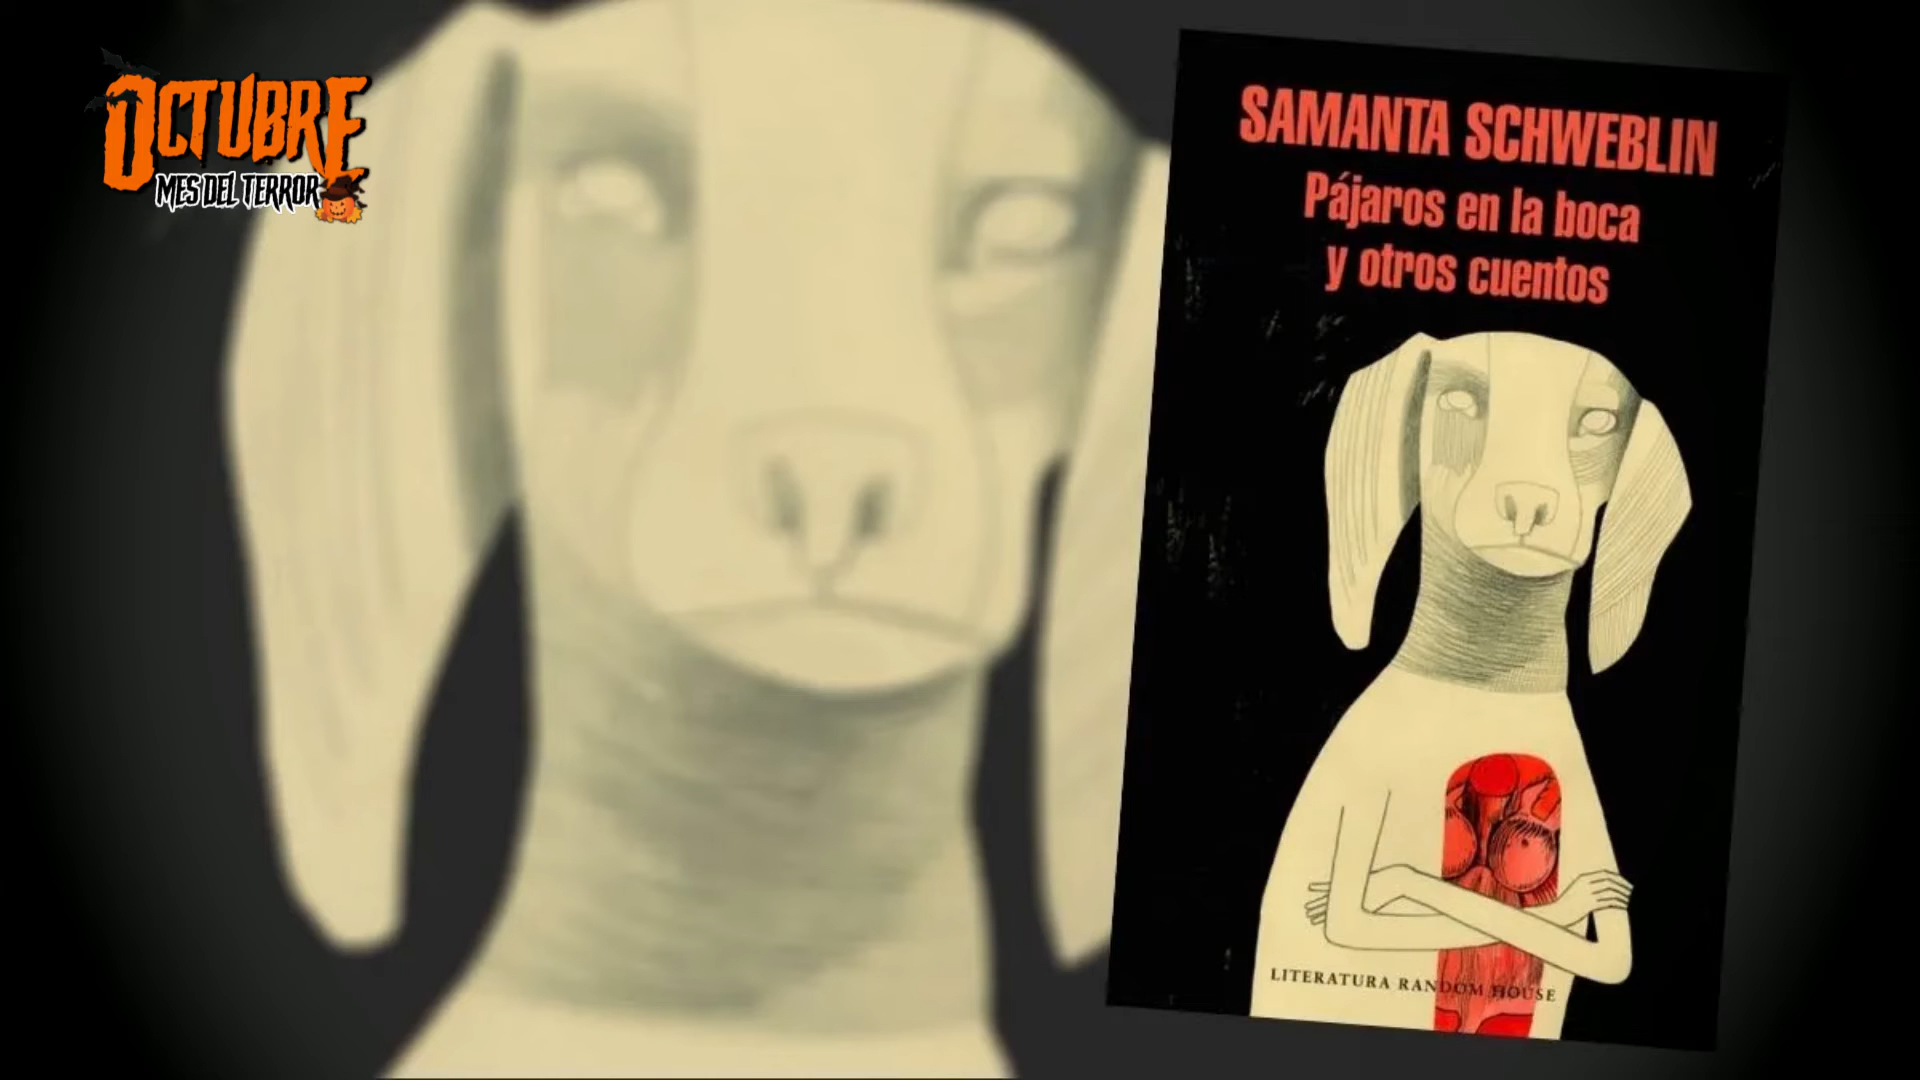 OCTUBRE
MES DEL TERROR
SAMANTA SCHWEBLIN
Pájaros en la boca
y otros cuentos
LITERATURA RANDOM HOUSE